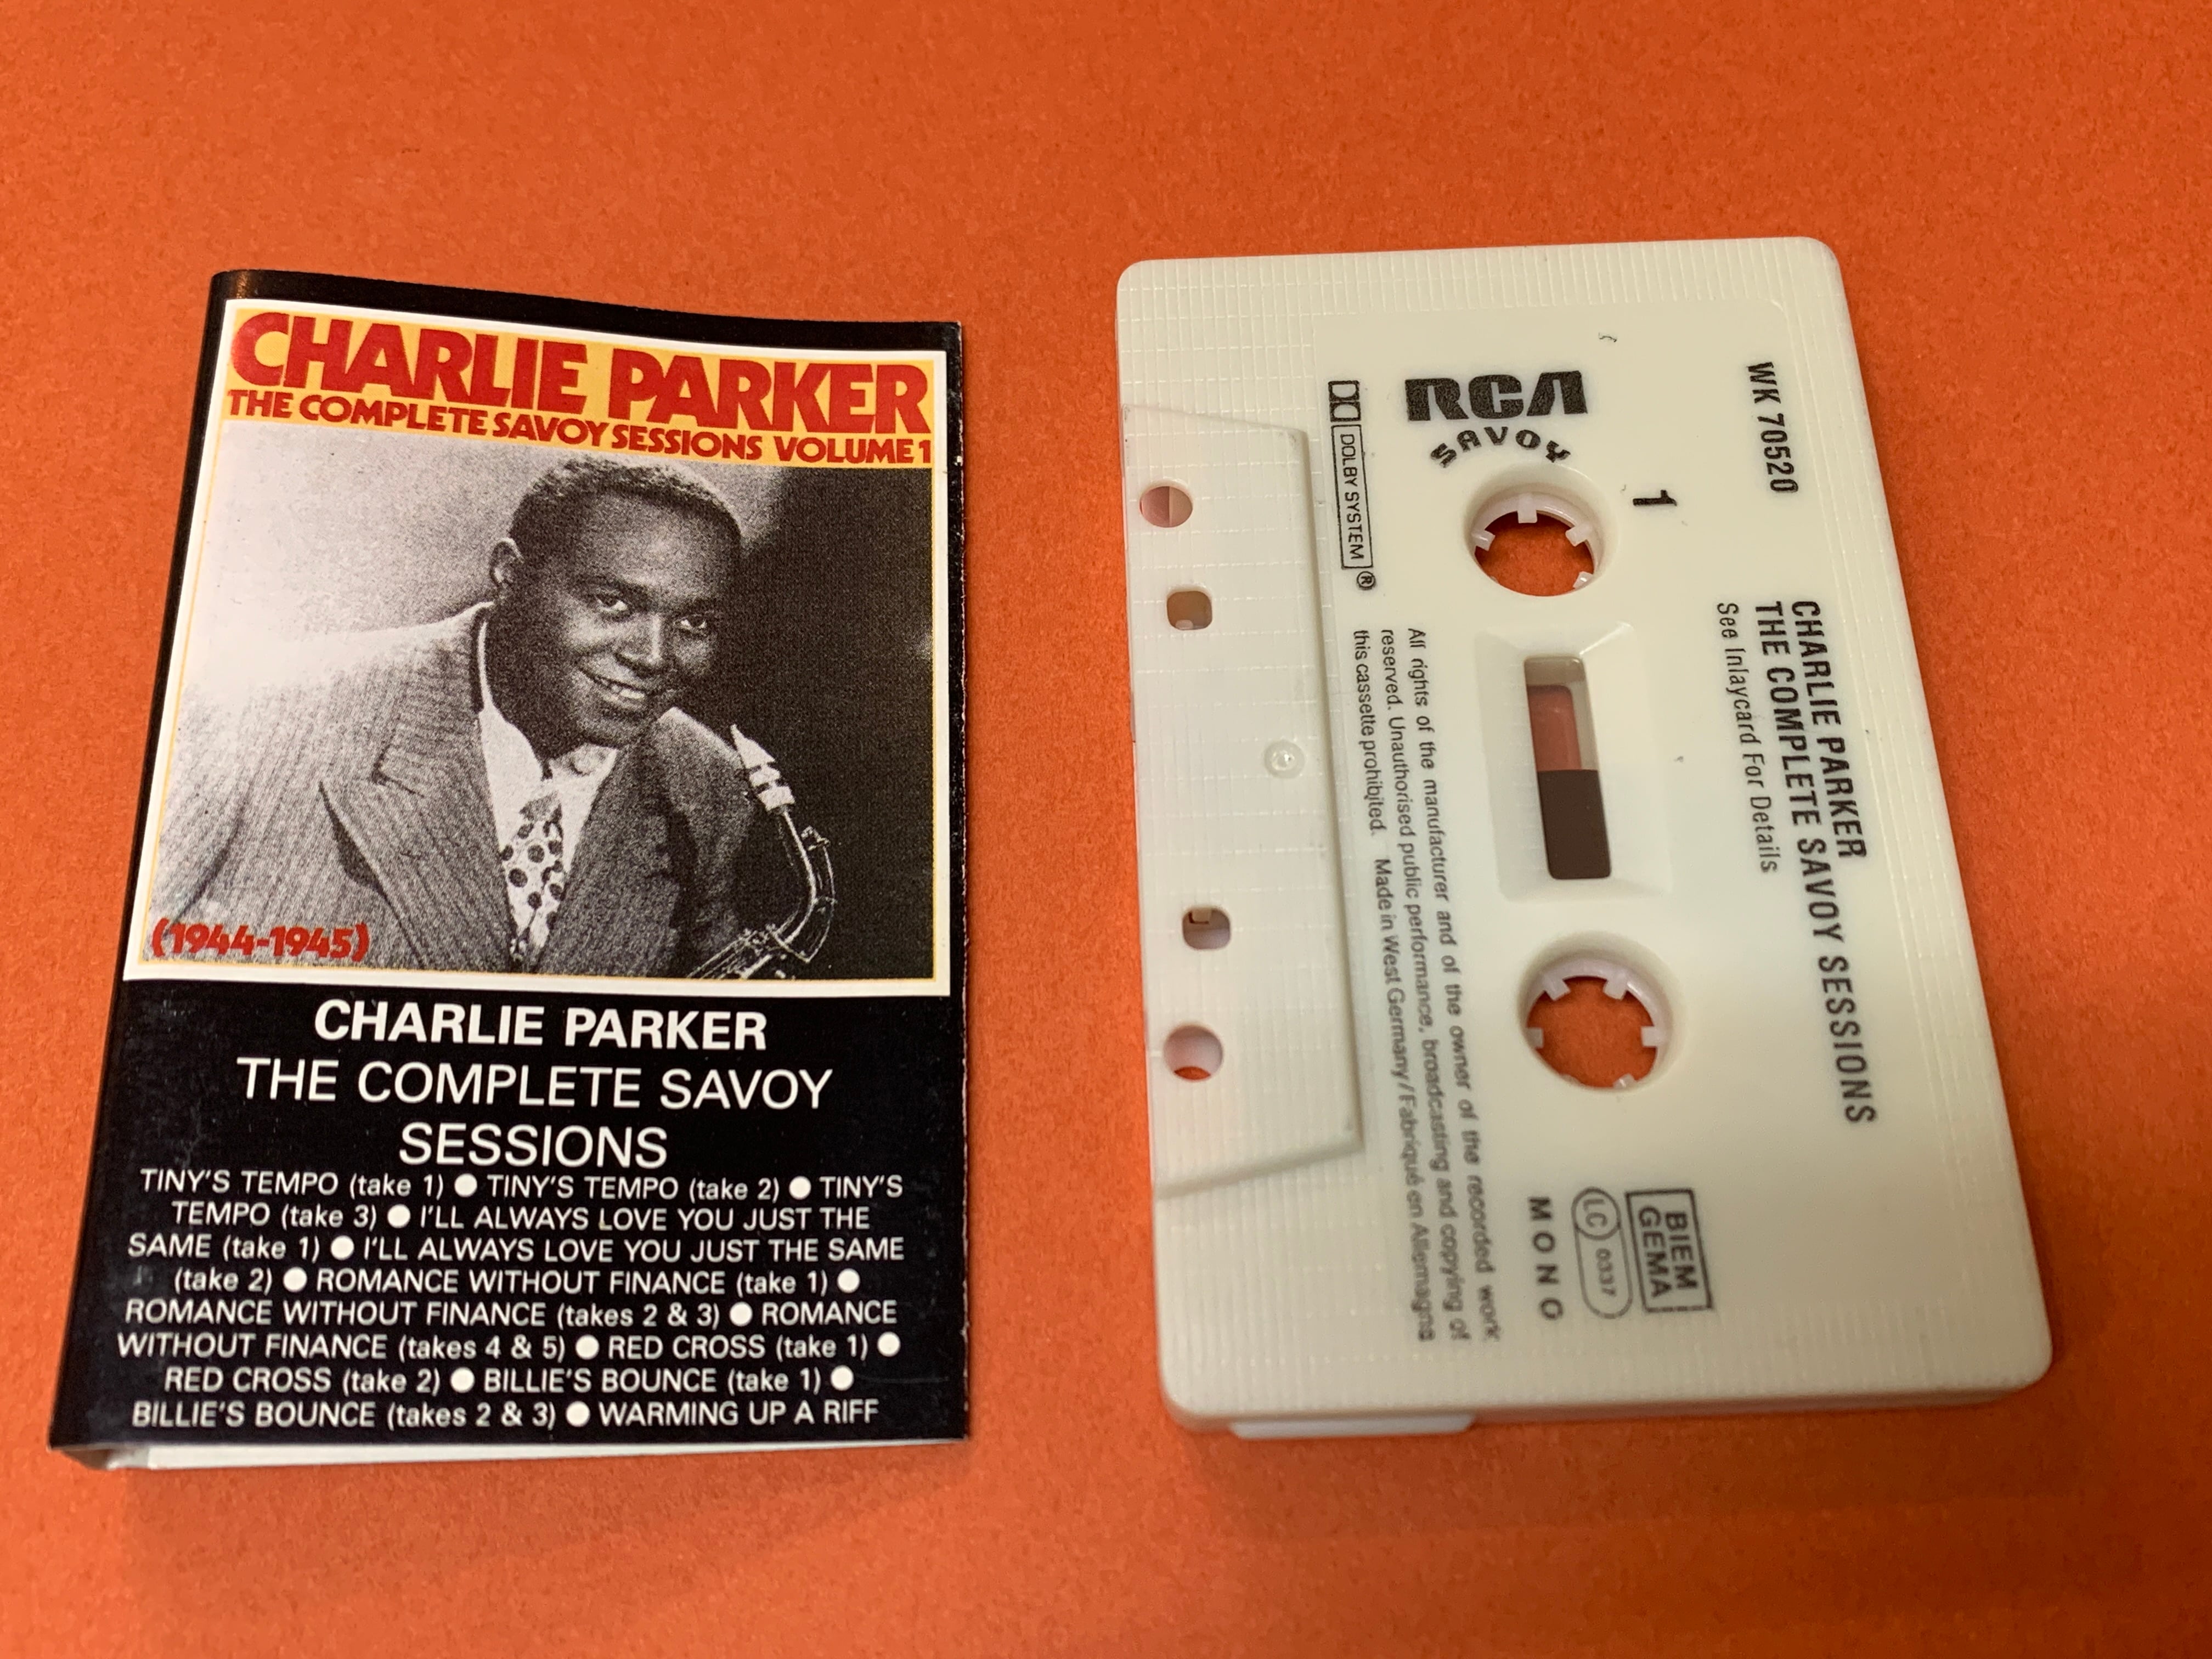 CHARLIE PARKER
THE COMPLETE SAVOY SESSIONS VOLUME 1
(1944-1945)
CHARLIE PARKER
THE COMPLETE SAVOY
SESSIONS
TINY'S TEMPO (take 1) ● TINY'S TEMPO (take 2) ● TINY'S
TEMPO (take 3) ● I'LL ALWAYS LOVE YOU JUST THE
SAME (take 1) ● I'LL ALWAYS LOVE YOU JUST THE SAME
(take 2) ● ROMANCE WITHOUT FINANCE (take 1) ●
ROMANCE WITHOUT FINANCE (takes 2 & 3) ● ROMANCE
WITHOUT FINANCE (takes 4 & 5) ● RED CROSS (take 1) ●
RED CROSS (take 2) ● BILLIE'S BOUNCE (take 1) ●
BILLIE'S BOUNCE (takes 2 & 3) ● WARMING UP A RIFF
WK 70520
CHARLIE PARKER
THE COMPLETE SAVOY SESSIONS
See Inlaycard For Details
1
RCA
SAVOY
BIEM
GEMA
LC 0337
MONO
DOLBY SYSTEM ®
All rights of the manufacturer and of the owner of the recorded work
reserved. Unauthorised public performance, broadcasting and copying of
this cassette prohibited. Made in West Germany / Fabriqué en Allemagne